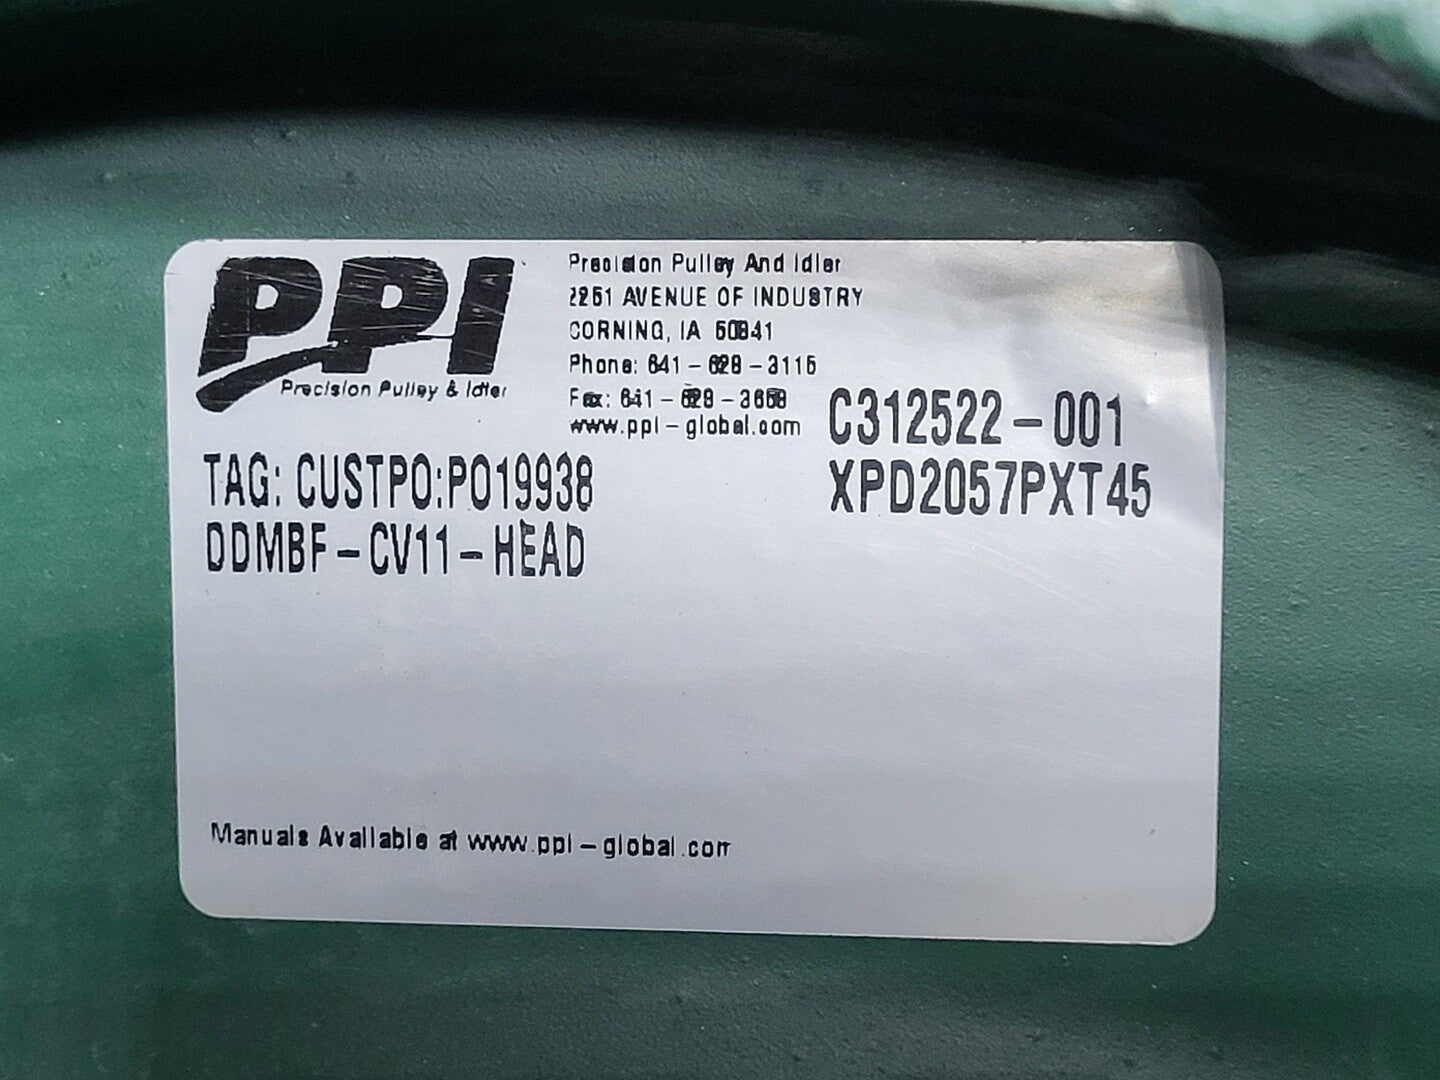 PPI
Precision Pulley & Idler
Precision Pulley And Idler
2251 AVENUE OF INDUSTRY
CORNING, IA 50841
Phone: 641-628-3115
Fax: 641-628-3658
www.ppi-global.com
C312522-001
XPD2057PXT45
TAG: CUSTPO:PO19938
DDMBF-CV11-HEAD
Manuals Available at www.ppi-global.com